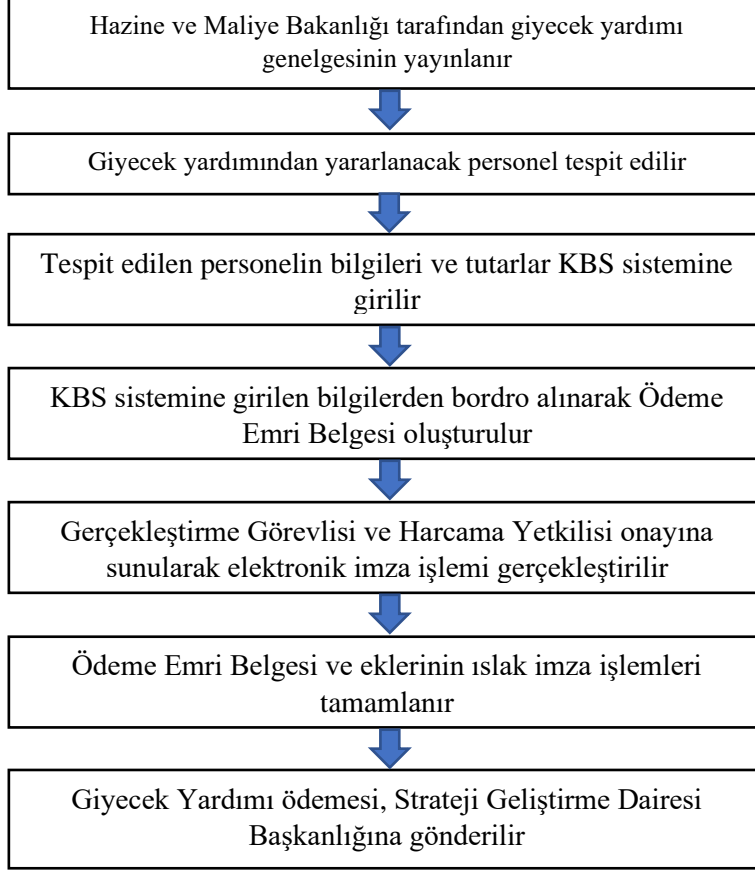 Hazine ve Maliye Bakanlığı tarafından giyecek yardımı
genelgesinin yayınlanır
Giyecek yardımından yararlanacak personel tespit edilir
Tespit edilen personelin bilgileri ve tutarlar KBS sistemine
girilir
KBS sistemine girilen bilgilerden bordro alınarak Ödeme
Emri Belgesi oluşturulur
Gerçekleştirme Görevlisi ve Harcama Yetkilisi onayına
sunularak elektronik imza işlemi gerçekleştirilir
Ödeme Emri Belgesi ve eklerinin ıslak imza işlemleri
tamamlanır
Giyecek Yardımı ödemesi, Strateji Geliştirme Dairesi
Başkanlığına gönderilir